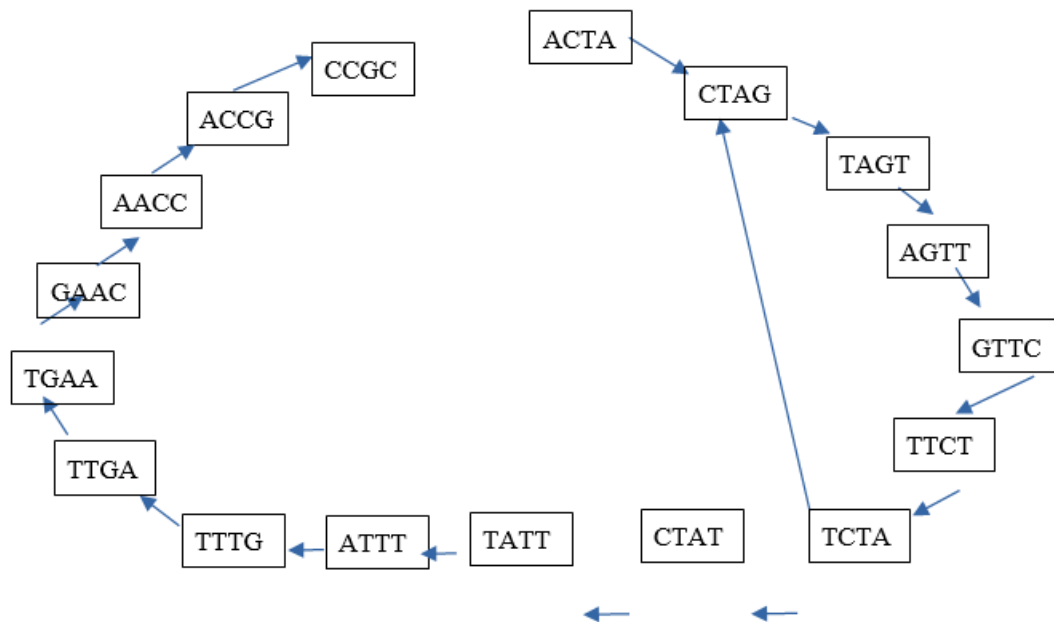 ACTA
CCGC
CTAG
ACCG
TAGT
AACC
AGTT
GAAC
GTTC
TGAA
TTCT
TTGA
TTTG
ATTT
TATT
CTAT
TCTA